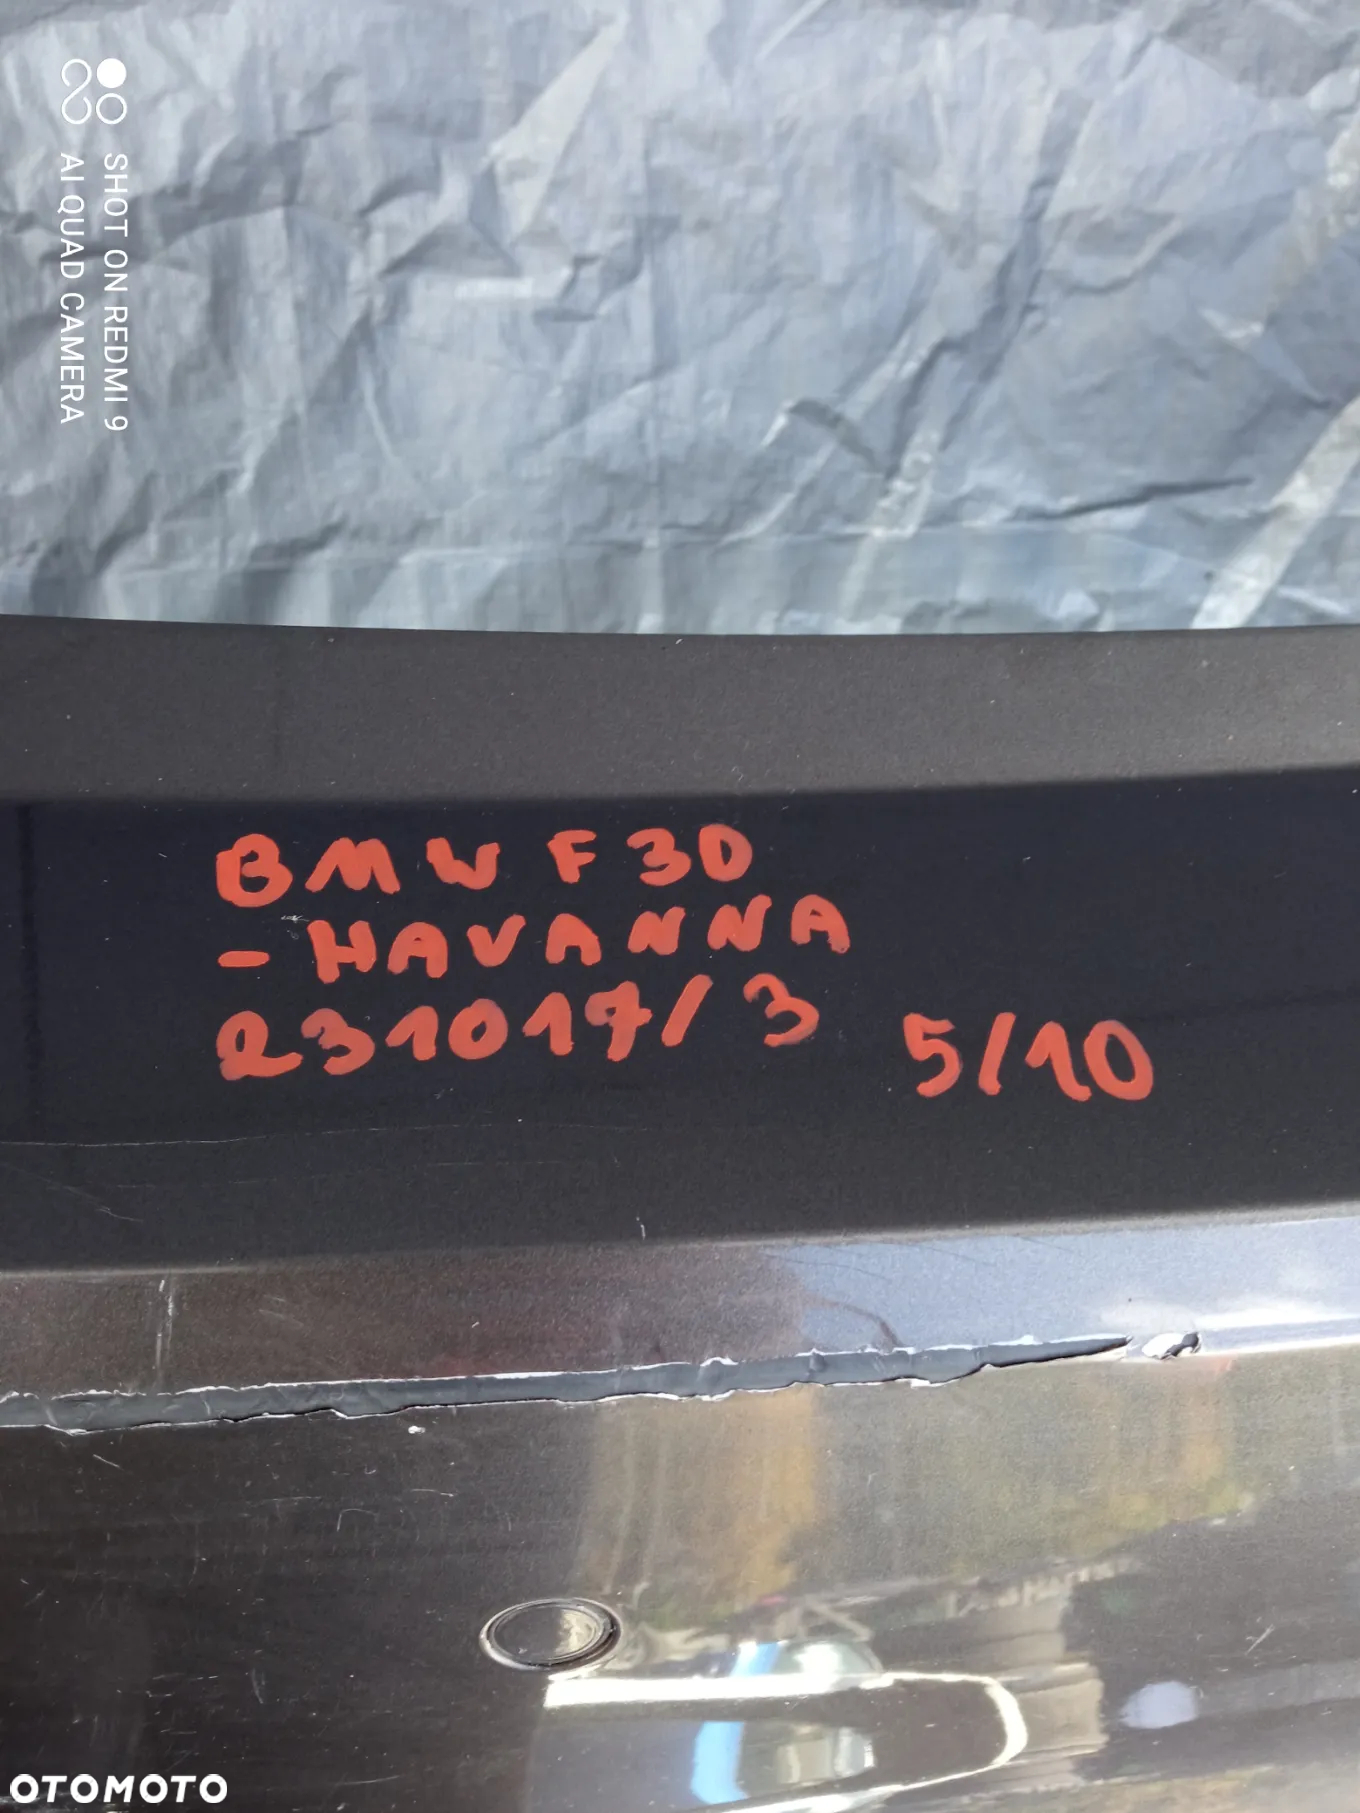 SHOT ON REDMI 9
AI QUAD CAMERA
BMW F30
- HAVANNA
231017/3 5/10
OTOMOTO